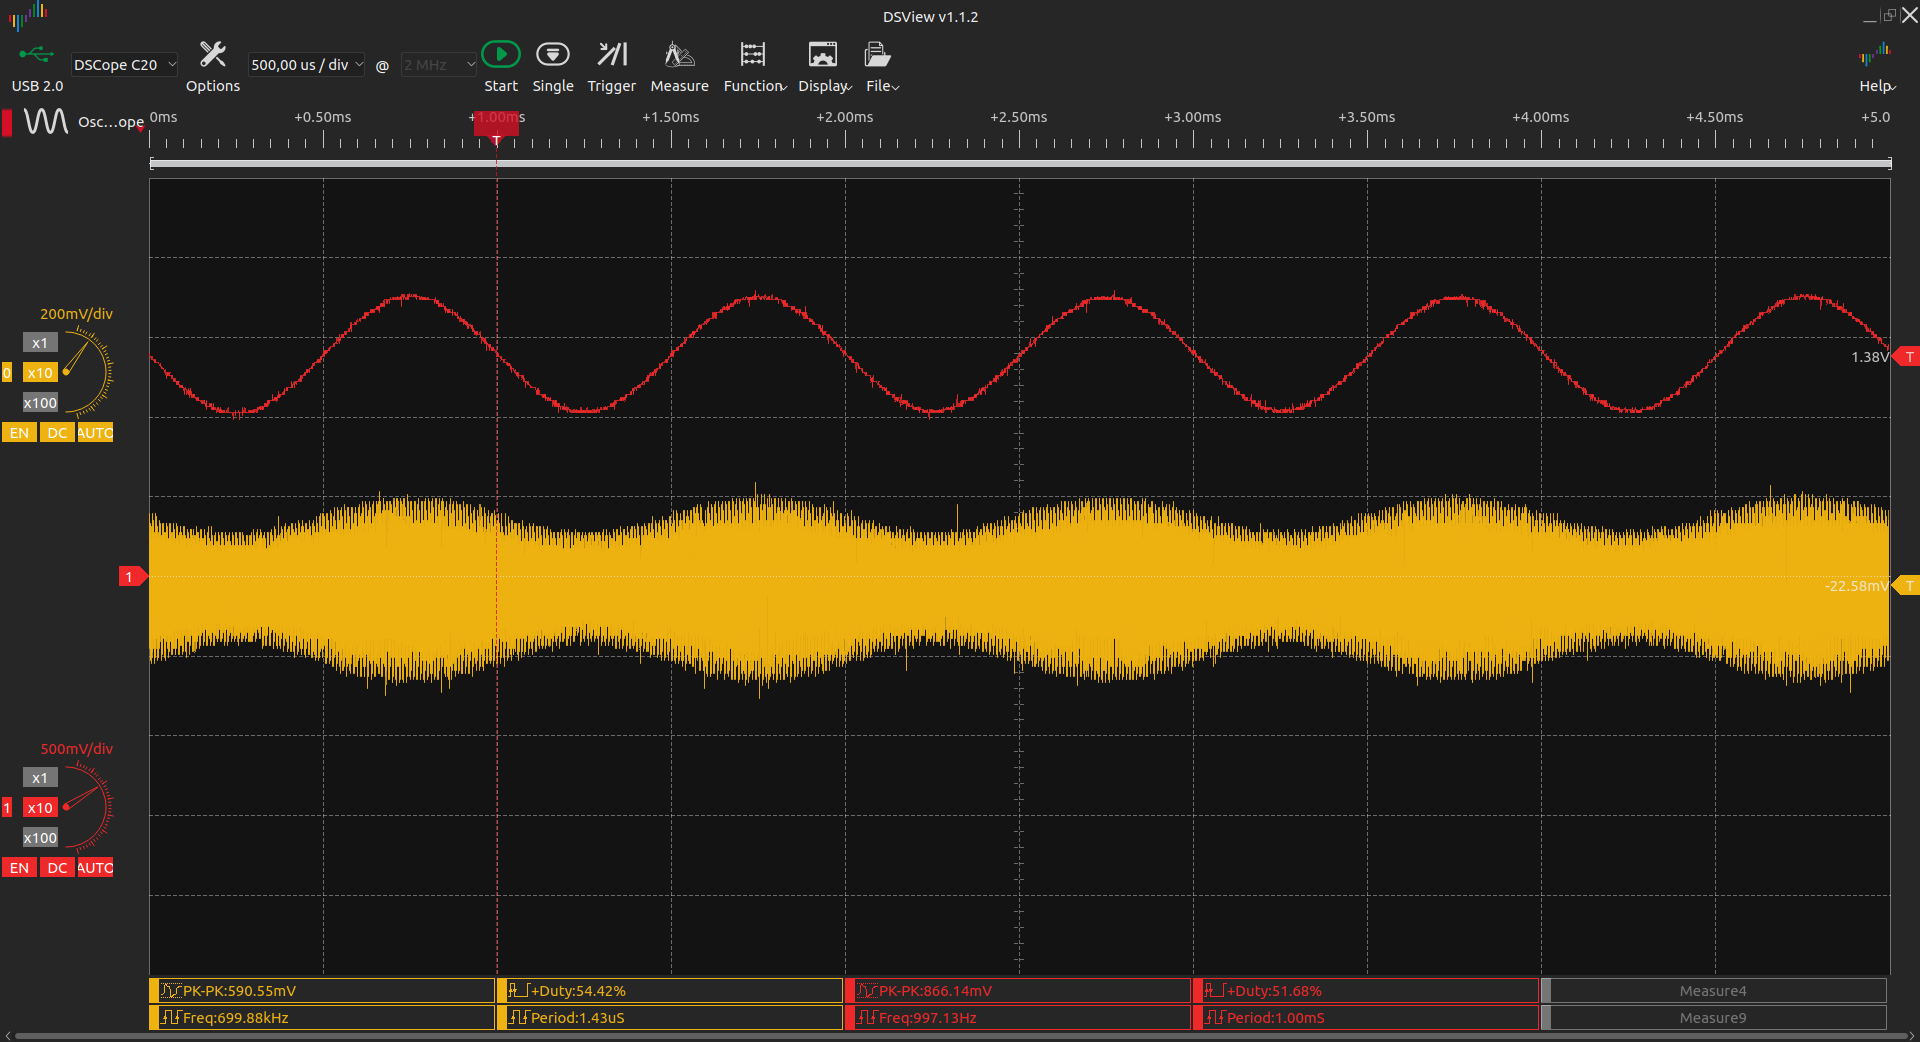 DSView v1.1.2
USB 2.0
DSCope C20
Options
500,00 us / div
@
2 MHz
Start
Single
Trigger
Measure
Function
Display
File
Help
Osc...ope
0ms
+0.50ms
+1.00ms
+1.50ms
+2.00ms
+2.50ms
+3.00ms
+3.50ms
+4.00ms
+4.50ms
+5.0
T
200mV/div
x1
0
x10
x100
EN
DC
AUTO
1.38V
T
1
-22.58mV
T
500mV/div
x1
1
x10
x100
EN
DC
AUTO
PK-PK:590.55mV
+Duty:54.42%
PK-PK:866.14mV
+Duty:51.68%
Measure4
Freq:699.88kHz
Period:1.43uS
Freq:997.13Hz
Period:1.00mS
Measure9